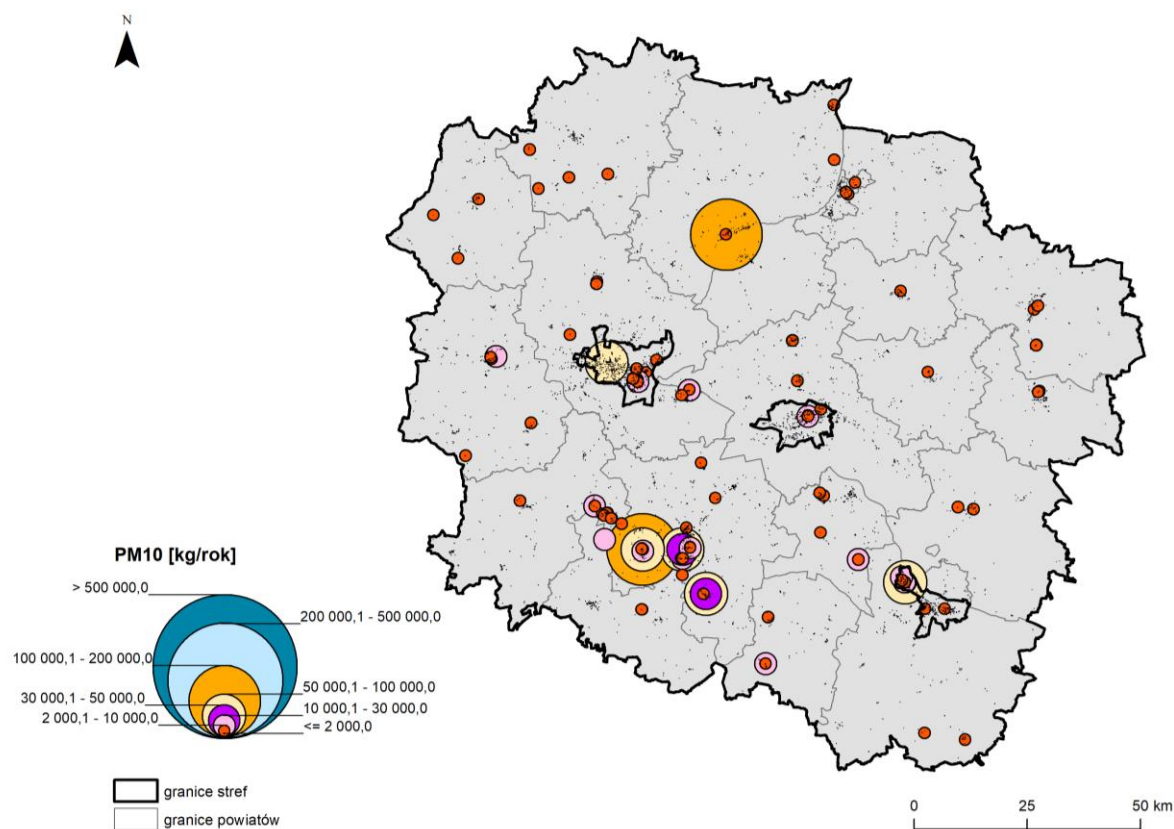 N
PM10 [kg/rok]
> 500 000,0
200 000,1 - 500 000,0
100 000,1 - 200 000,0
50 000,1 - 100 000,0
30 000,1 - 50 000,0
10 000,1 - 30 000,0
2 000,1 - 10 000,0
<= 2 000,0
granice stref
granice powiatów
0 25 50 km